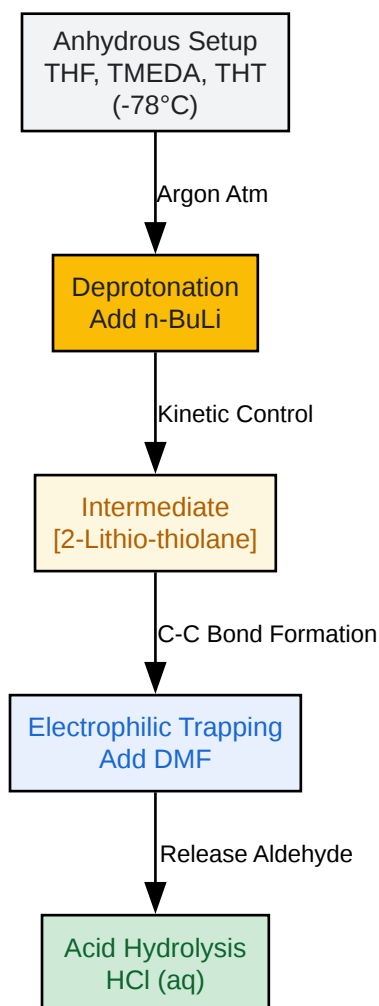 Anhydrous Setup
THF, TMEDA, THT
(-78°C)
Argon Atm
Deprotonation
Add n-BuLi
Kinetic Control
Intermediate
[2-Lithio-thiolane]
C-C Bond Formation
Electrophilic Trapping
Add DMF
Release Aldehyde
Acid Hydrolysis
HCl (aq)